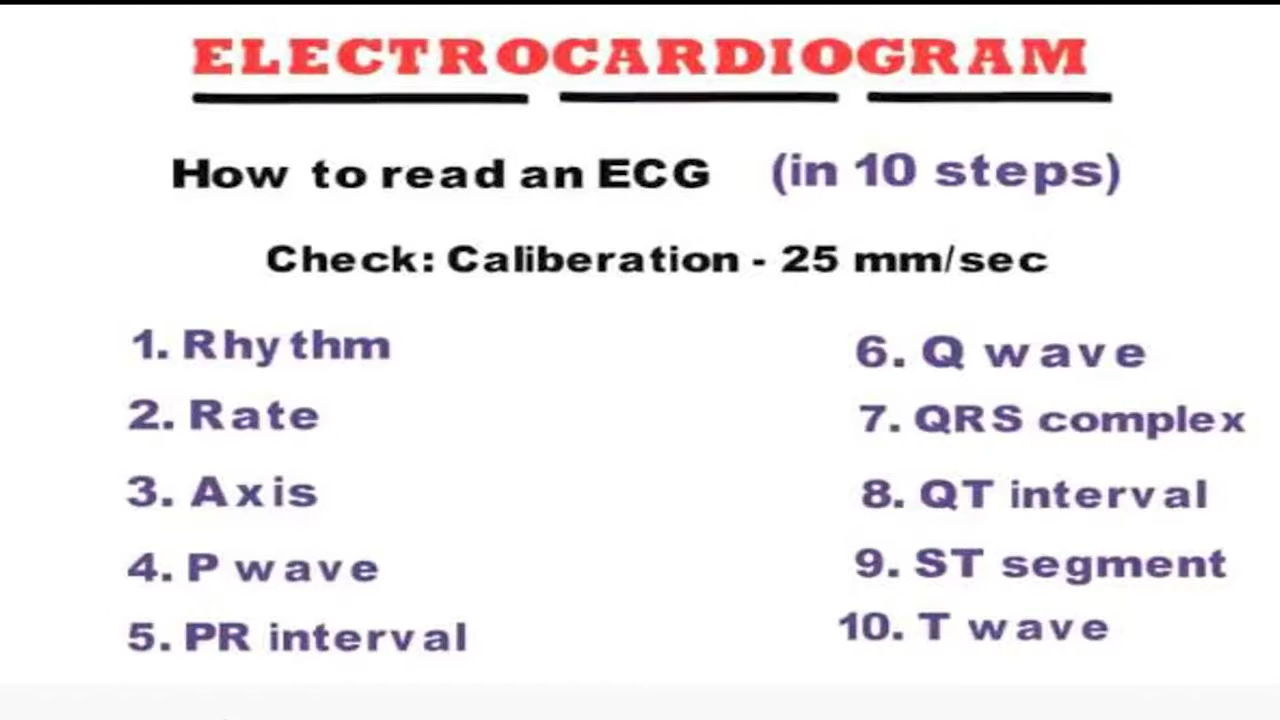 ELECTROCARDIOGRAM
How to read an ECG (in 10 steps)
Check: Caliberation - 25 mm/sec
1. Rhythm
2. Rate
3. Axis
4. P wave
5. PR interval
6. Q wave
7. QRS complex
8. QT interval
9. ST segment
10. T wave